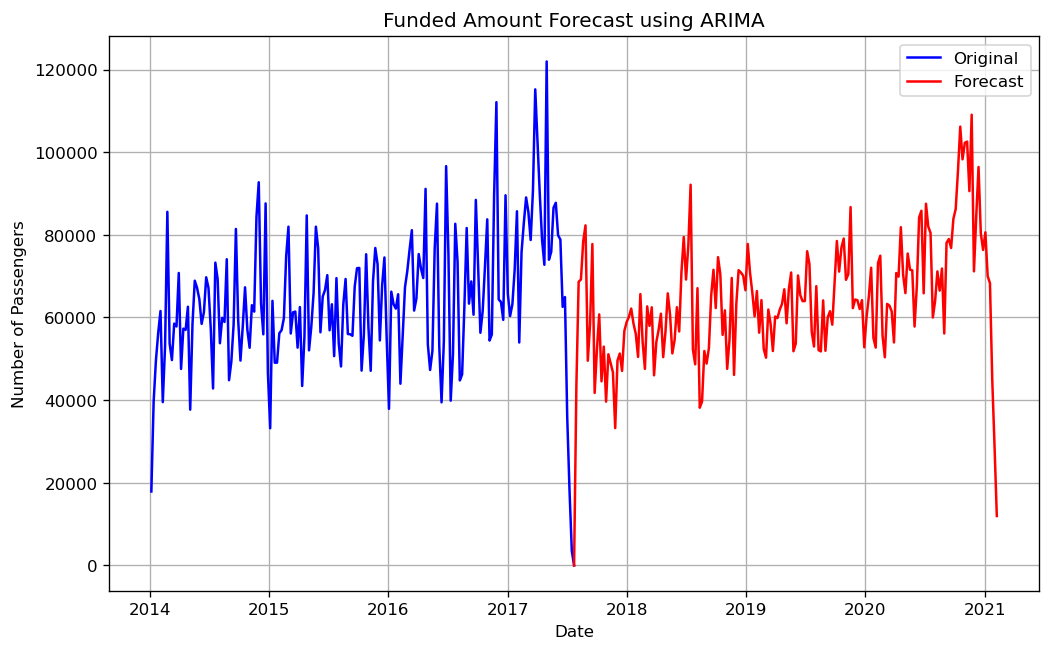 Funded Amount Forecast using ARIMA
Original
Forecast
Number of Passengers
120000
100000
80000
60000
40000
20000
0
2014 2015 2016 2017 2018 2019 2020 2021
Date